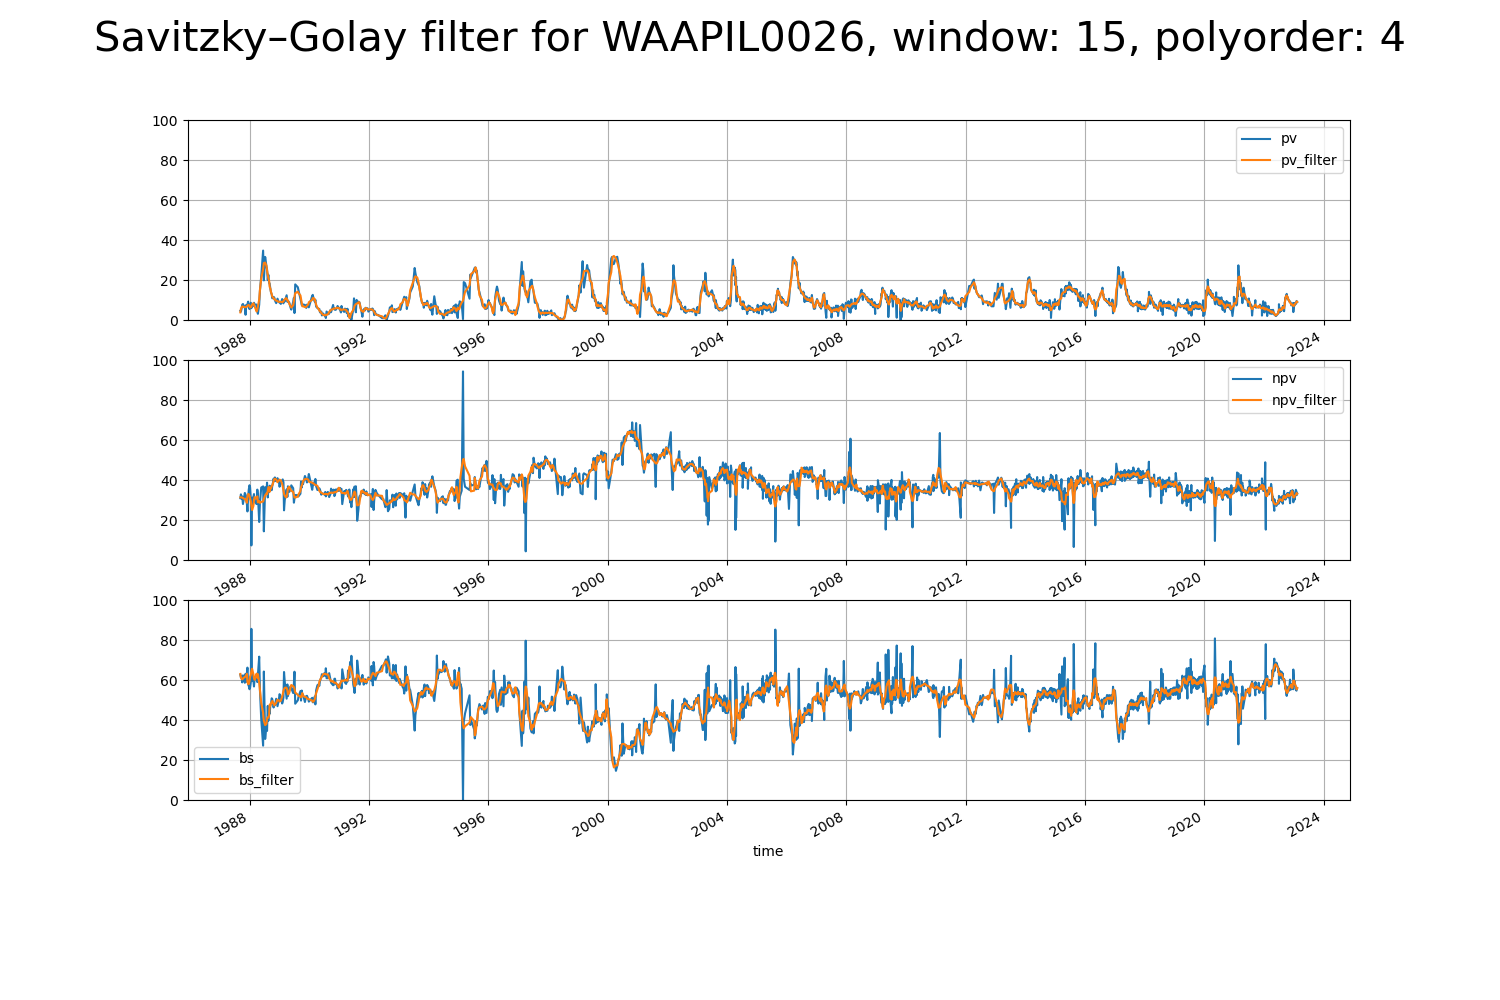 Savitzky–Golay filter for WAAPIL0026, window: 15, polyorder: 4
100
80
60
40
20
0
pv
pv_filter
1988 1992 1996 2000 2004 2008 2012 2016 2020 2024
100
80
60
40
20
0
npv
npv_filter
1988 1992 1996 2000 2004 2008 2012 2016 2020 2024
100
80
60
40
20
0
bs
bs_filter
1988 1992 1996 2000 2004 2008 2012 2016 2020 2024
time